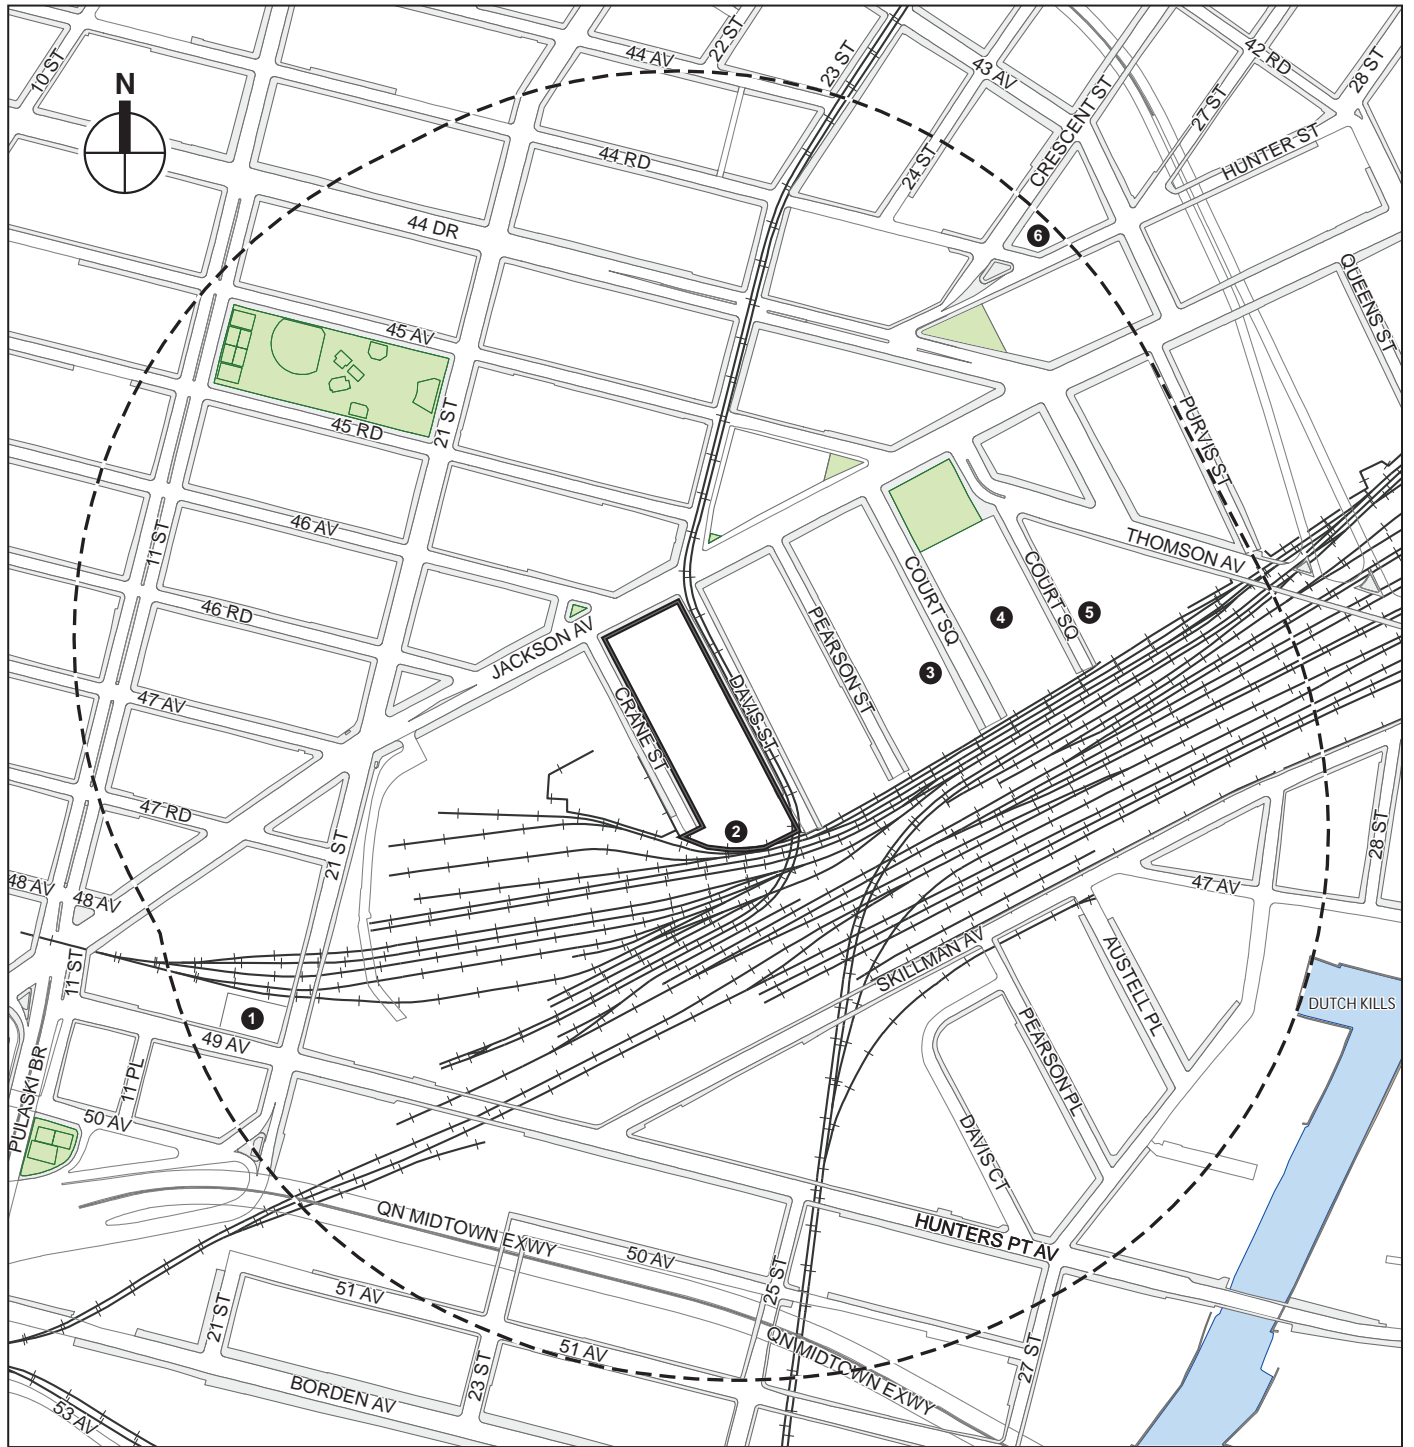 10 ST
44 AV
22 ST
23 ST
43 AV
42 RD
28 ST
N
CRESCENT ST
27 ST
HUNTER ST
44 RD
24 ST
44 DR
6
QUEENS ST
45 AV
45 RD
21 ST
PURVIS ST
46 AV
11 ST
THOMSON AV
COURT SQ
COURT SQ
46 RD
PEARSON ST
4
5
JACKSON AV
3
47 AV
CRANE ST
DAVIS ST
47 RD
2
21 ST
28 ST
48 AV
48 AV
47 AV
11 ST
SKILLMAN AV
AUSTELL PL
DUTCH KILLS
1
49 AV
PEARSON PL
PULASKI BR
11 PL
50 AV
DAVIS CT
QN MIDTOWN EXWY
HUNTERS PT AV
50 AV
25 ST
51 AV
21 ST
51 AV
QN MIDTOWN EXWY
27 ST
23 ST
BORDEN AV
53 AV